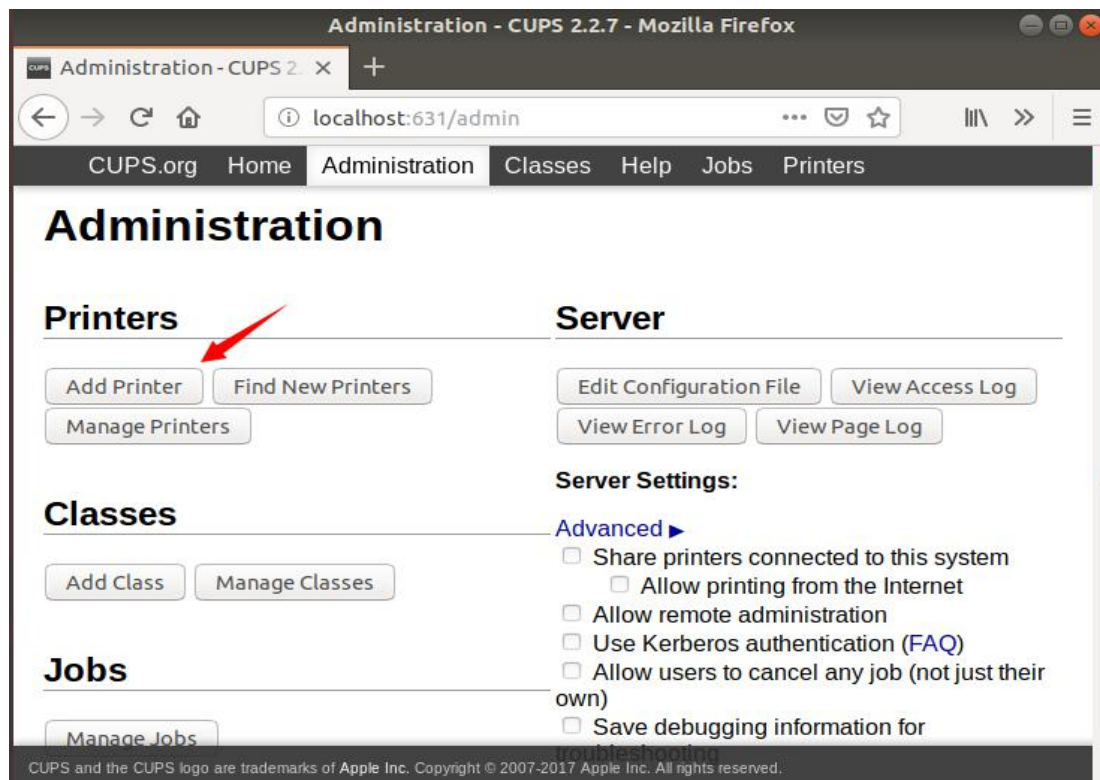 Administration - CUPS 2.2.7 - Mozilla Firefox
CUPS Administration - CUPS 2.
localhost:631/admin
CUPS.org Home Administration Classes Help Jobs Printers
Administration
Printers
Add Printer Find New Printers
Manage Printers
Classes
Add Class Manage Classes
Jobs
Manage Jobs
Server
Edit Configuration File View Access Log
View Error Log View Page Log
Server Settings:
Advanced ▶
Share printers connected to this system
Allow printing from the Internet
Allow remote administration
Use Kerberos authentication (FAQ)
Allow users to cancel any job (not just their
own)
Save debugging information for
troubleshooting
CUPS and the CUPS logo are trademarks of Apple Inc. Copyright © 2007-2017 Apple Inc. All rights reserved.